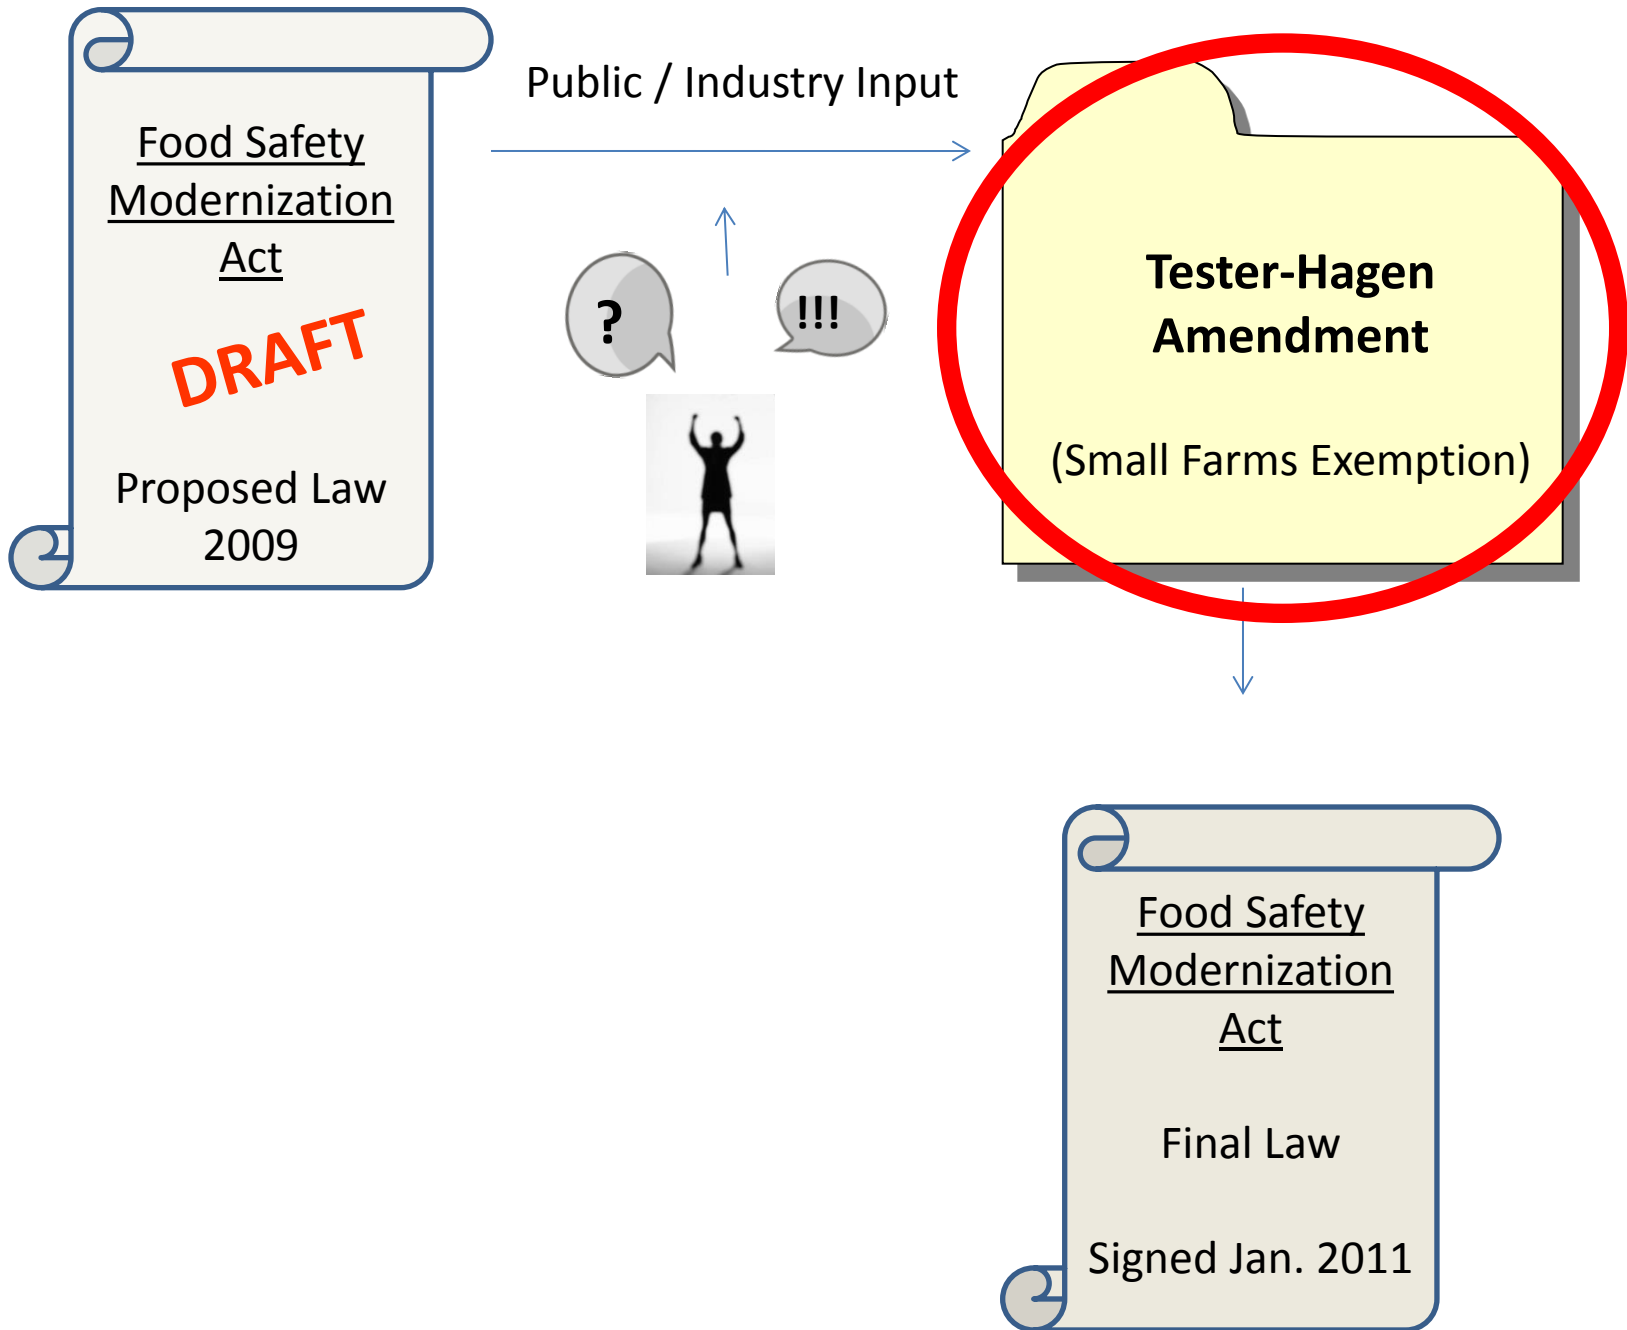 Food Safety
Modernization
Act
DRAFT
Proposed Law
2009
Public / Industry Input
?
!!!
Tester-Hagen
Amendment
(Small Farms Exemption)
Food Safety
Modernization
Act
Final Law
Signed Jan. 2011